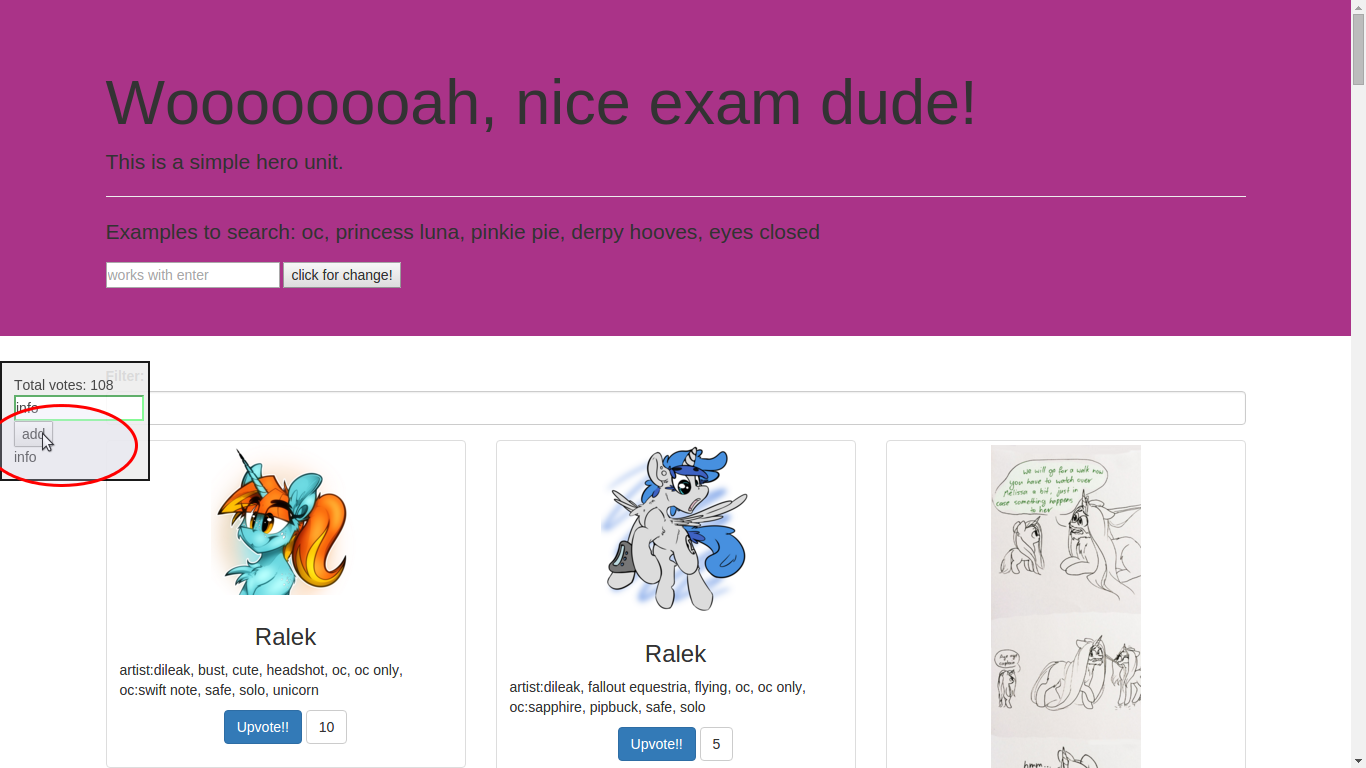 Wooooooooah, nice exam dude!
This is a simple hero unit.
Examples to search: oc, princess luna, pinkie pie, derpy hooves, eyes closed
works with enter
click for change!
Filter:
Total votes: 108
info
add
info
Ralek
artist:dileak, bust, cute, headshot, oc, oc only,
oc:swift note, safe, solo, unicorn
Upvote!! 10
Ralek
artist:dileak, fallout equestria, flying, oc, oc only,
oc:sapphire, pipbuck, safe, solo
Upvote!! 5
we will go for a walk now
you have to watch over
Melissa a bit, just in
case something happens
to her
hmm...